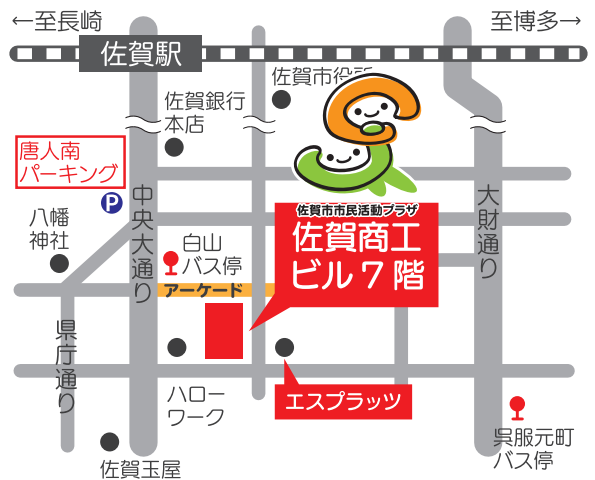 ←至長崎
至博多→
佐賀駅
佐賀市役所
佐賀銀行
本店
唐人南
パーキング
P
中央大通り
大財通り
八幡
神社
白山
バス停
佐賀市市民活動プラザ
佐賀商工
ビル７階
アーケード
県庁通り
エスプラッツ
ハロー
ワーク
呉服元町
バス停
佐賀玉屋